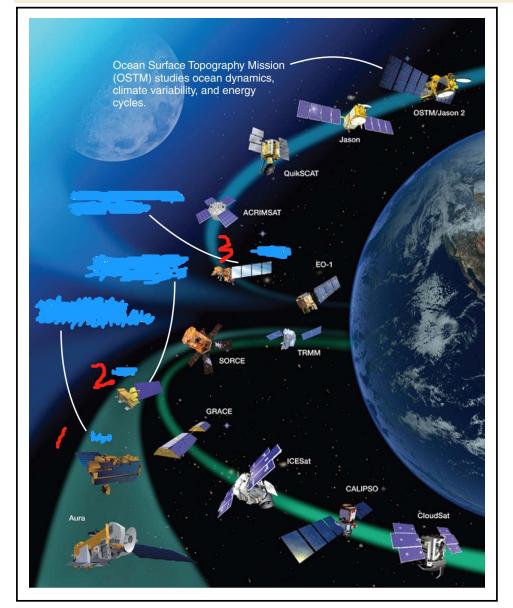 Ocean Surface Topography Mission
(OSTM) studies ocean dynamics,
climate variability, and energy
cycles.
OSTM/Jason 2
Jason
QuikSCAT
ACRIMSAT
3
EO-1
TRMM
SORCE
2
GRACE
1
ICESat
CALIPSO
CloudSat
Aura